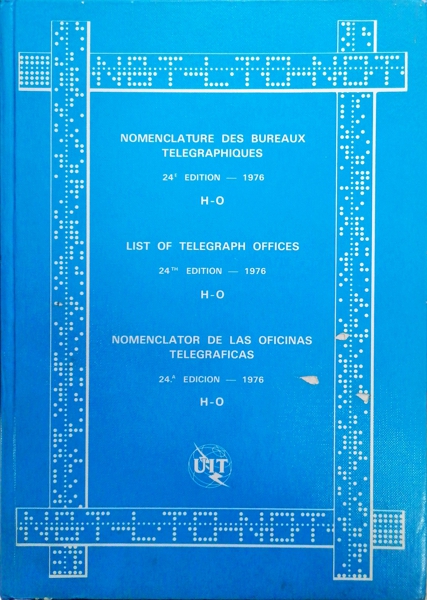 NOMENCLATURE DES BUREAUX
TELEGRAPHIQUES
24ᴱ EDITION — 1976
H-O
LIST OF TELEGRAPH OFFICES
24ᵀᴴ EDITION — 1976
H-O
NOMENCLATOR DE LAS OFICINAS
TELEGRAFICAS
24.ᴬ EDICION — 1976
H-O
UIT